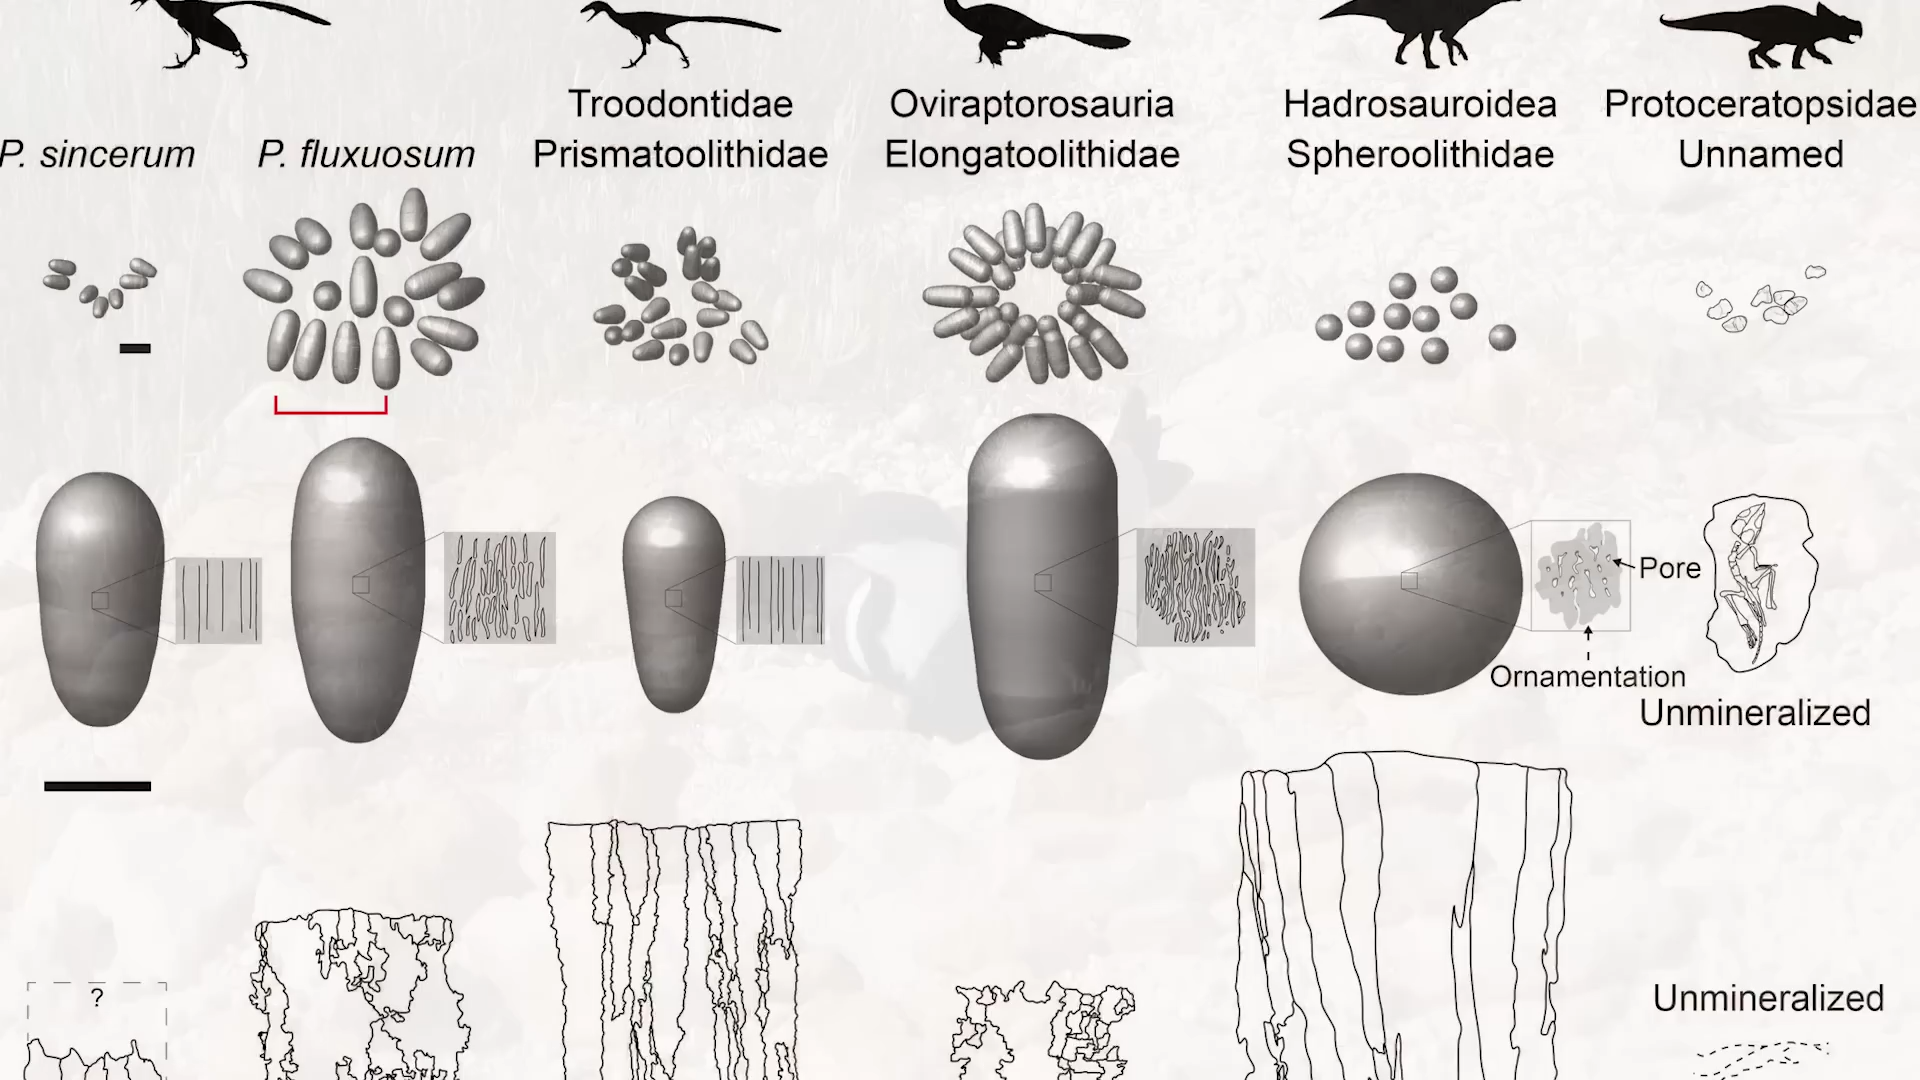 Troodontidae
Oviraptorosauria
Hadrosauroidea
Protoceratopsidae
P. sincerum
P. fluxuosum
Prismatoolithidae
Elongatoolithidae
Spheroolithidae
Unnamed
Pore
Ornamentation
Unmineralized
?
Unmineralized